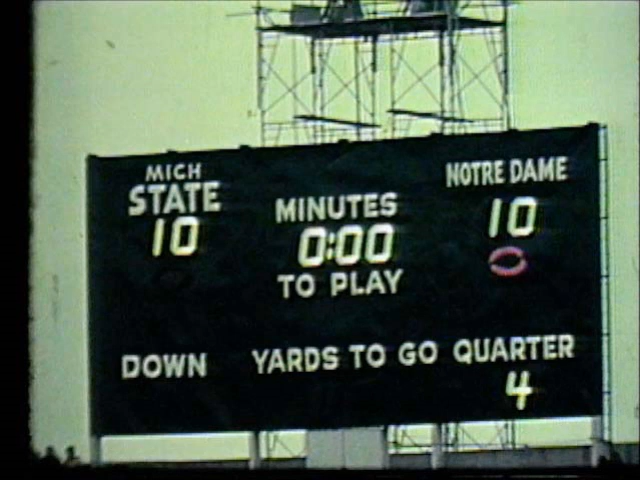 MICH
STATE
10
MINUTES
0:00
TO PLAY
NOTRE DAME
10
DOWN
YARDS TO GO
QUARTER
4